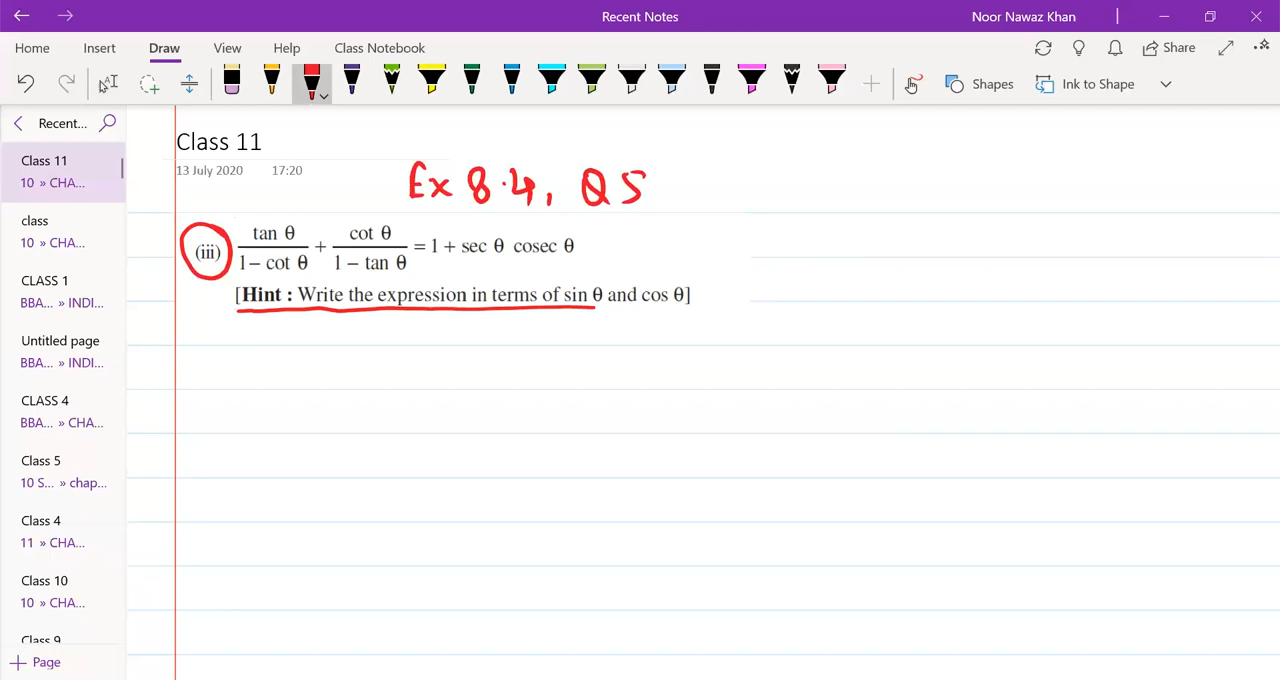 Recent Notes
Noor Nawaz Khan
Home Insert Draw View Help Class Notebook
Share
Shapes
Ink to Shape
Recent...
Class 11
10 » CHA...
class
10 » CHA...
CLASS 1
BBA... » INDI...
Untitled page
BBA... » INDI...
CLASS 4
BBA... » CHA...
Class 5
10 S... » chap...
Class 4
11 » CHA...
Class 10
10 » CHA...
Class 9
Page
Class 11
13 July 2020 17:20
Ex 8.4, Q5
(iii) tan θ / 1 – cot θ + cot θ / 1 – tan θ = 1 + sec θ cosec θ
[Hint : Write the expression in terms of sin θ and cos θ]